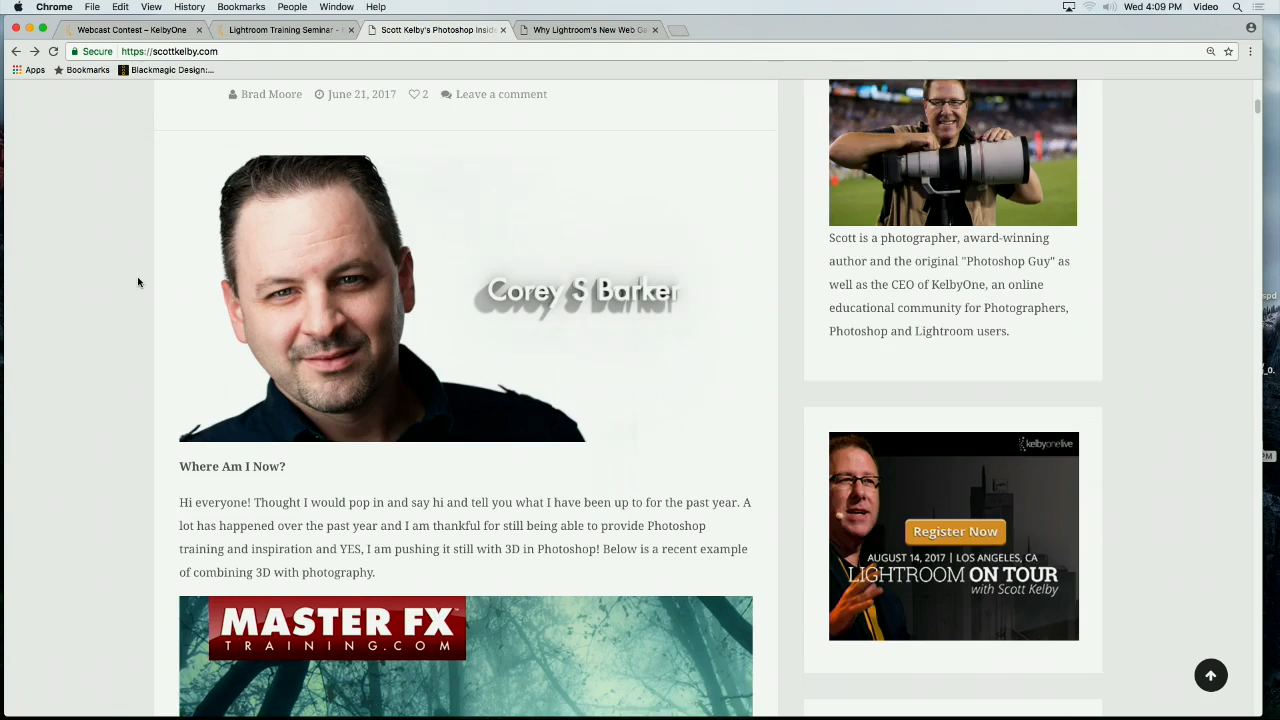 Chrome File Edit View History Bookmarks People Window Help
Wed 4:09 PM Video
Webcast Contest – KelbyOne
Lightroom Training Seminar -
Scott Kelby's Photoshop Inside
Why Lightroom's New Web Ga
Secure https://scottkelby.com
Apps Bookmarks Blackmagic Design:...
Brad Moore June 21, 2017 2 Leave a comment
Corey S Barker
Where Am I Now?
Hi everyone! Thought I would pop in and say hi and tell you what I have been up to for the past year. A
lot has happened over the past year and I am thankful for still being able to provide Photoshop
training and inspiration and YES, I am pushing it still with 3D in Photoshop! Below is a recent example
of combining 3D with photography.
MASTER FX™
TRAINING.COM
Scott is a photographer, award-winning
author and the original "Photoshop Guy" as
well as the CEO of KelbyOne, an online
educational community for Photographers,
Photoshop and Lightroom users.
kelbyonelive
Register Now
AUGUST 14, 2017 | LOS ANGELES, CA
LIGHTROOM ON TOUR
with Scott Kelby
spd
_0.
PM